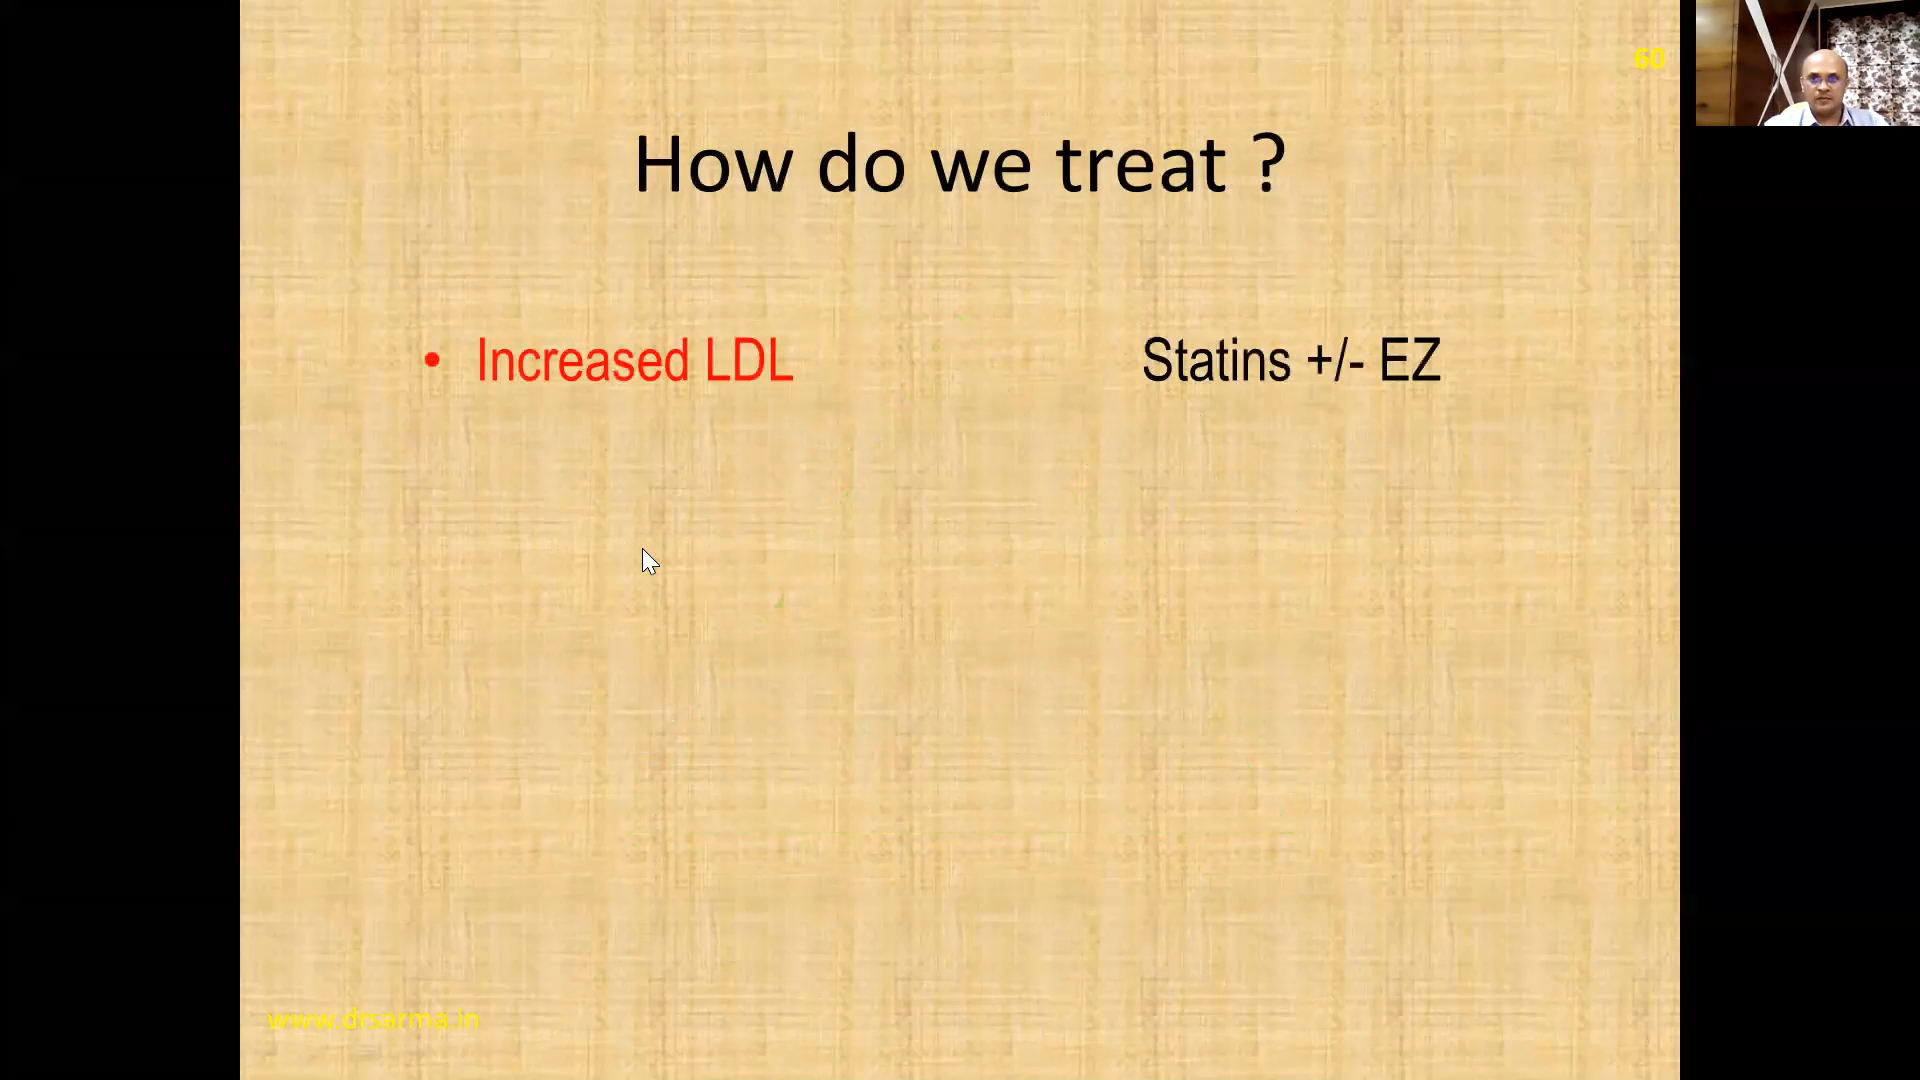 60
How do we treat ?
• Increased LDL Statins +/- EZ
www.drsarma.in